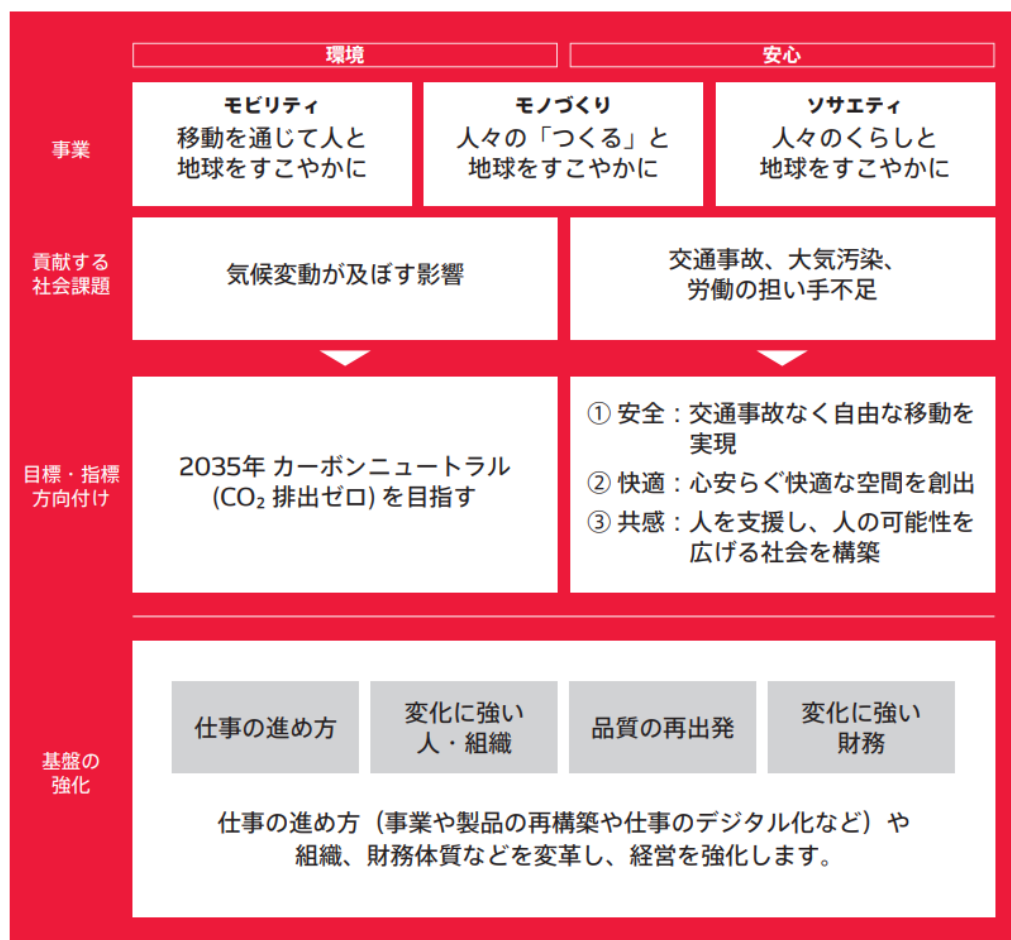 環境
安心
事業
モビリティ
移動を通じて人と
地球をすこやかに
モノづくり
人々の「つくる」と
地球をすこやかに
ソサエティ
人々のくらしと
地球をすこやかに
貢献する
社会課題
気候変動が及ぼす影響
交通事故、大気汚染、
労働の担い手不足
目標・指標
方向付け
2035年 カーボンニュートラル
(CO₂ 排出ゼロ) を目指す
① 安全：交通事故なく自由な移動を
実現
② 快適：心安らぐ快適な空間を創出
③ 共感：人を支援し、人の可能性を
広げる社会を構築
基盤の
強化
仕事の進め方
変化に強い
人・組織
品質の再出発
変化に強い
財務
仕事の進め方（事業や製品の再構築や仕事のデジタル化など）や
組織、財務体質などを変革し、経営を強化します。